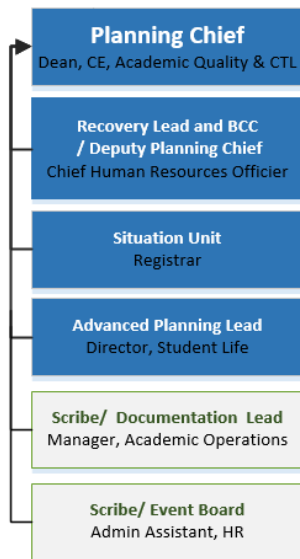 Planning Chief
Dean, CE, Academic Quality & CTL
Recovery Lead and BCC
/ Deputy Planning Chief
Chief Human Resources Officier
Situation Unit
Registrar
Advanced Planning Lead
Director, Student Life
Scribe/ Documentation Lead
Manager, Academic Operations
Scribe/ Event Board
Admin Assistant, HR